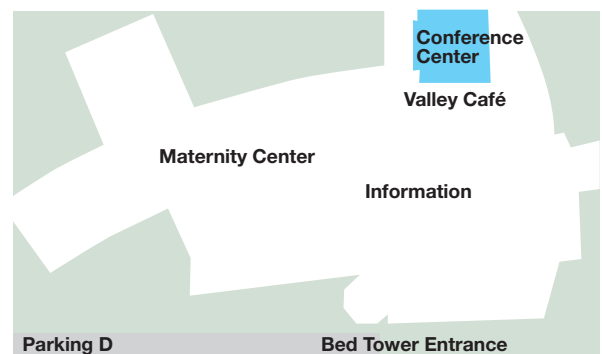 Conference
Center
Valley Café
Maternity Center
Information
Parking D
Bed Tower Entrance